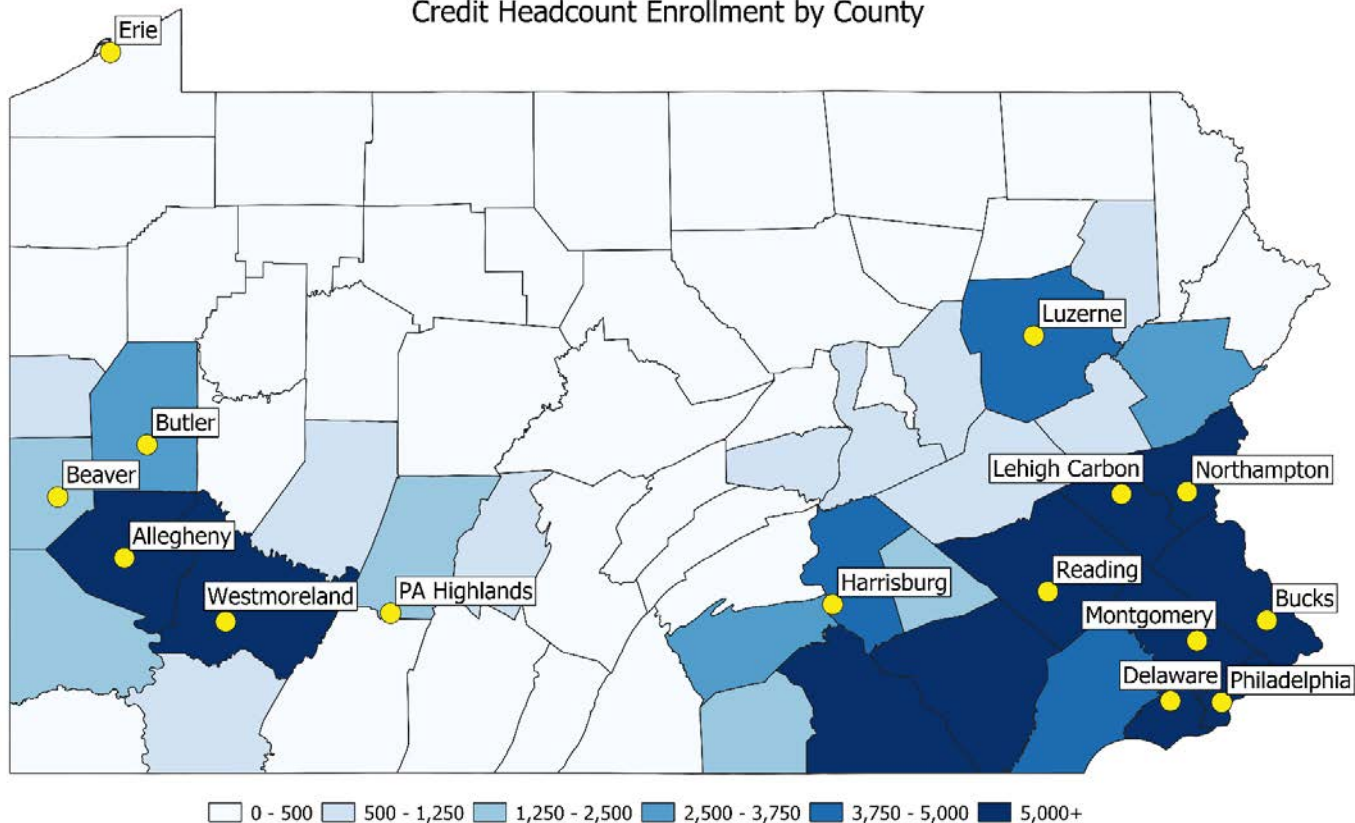 Credit Headcount Enrollment by County
Erie
Luzerne
Butler
Beaver
Lehigh Carbon
Northampton
Allegheny
Westmoreland
PA Highlands
Harrisburg
Reading
Bucks
Montgomery
Delaware
Philadelphia
0 - 500
500 - 1,250
1,250 - 2,500
2,500 - 3,750
3,750 - 5,000
5,000+